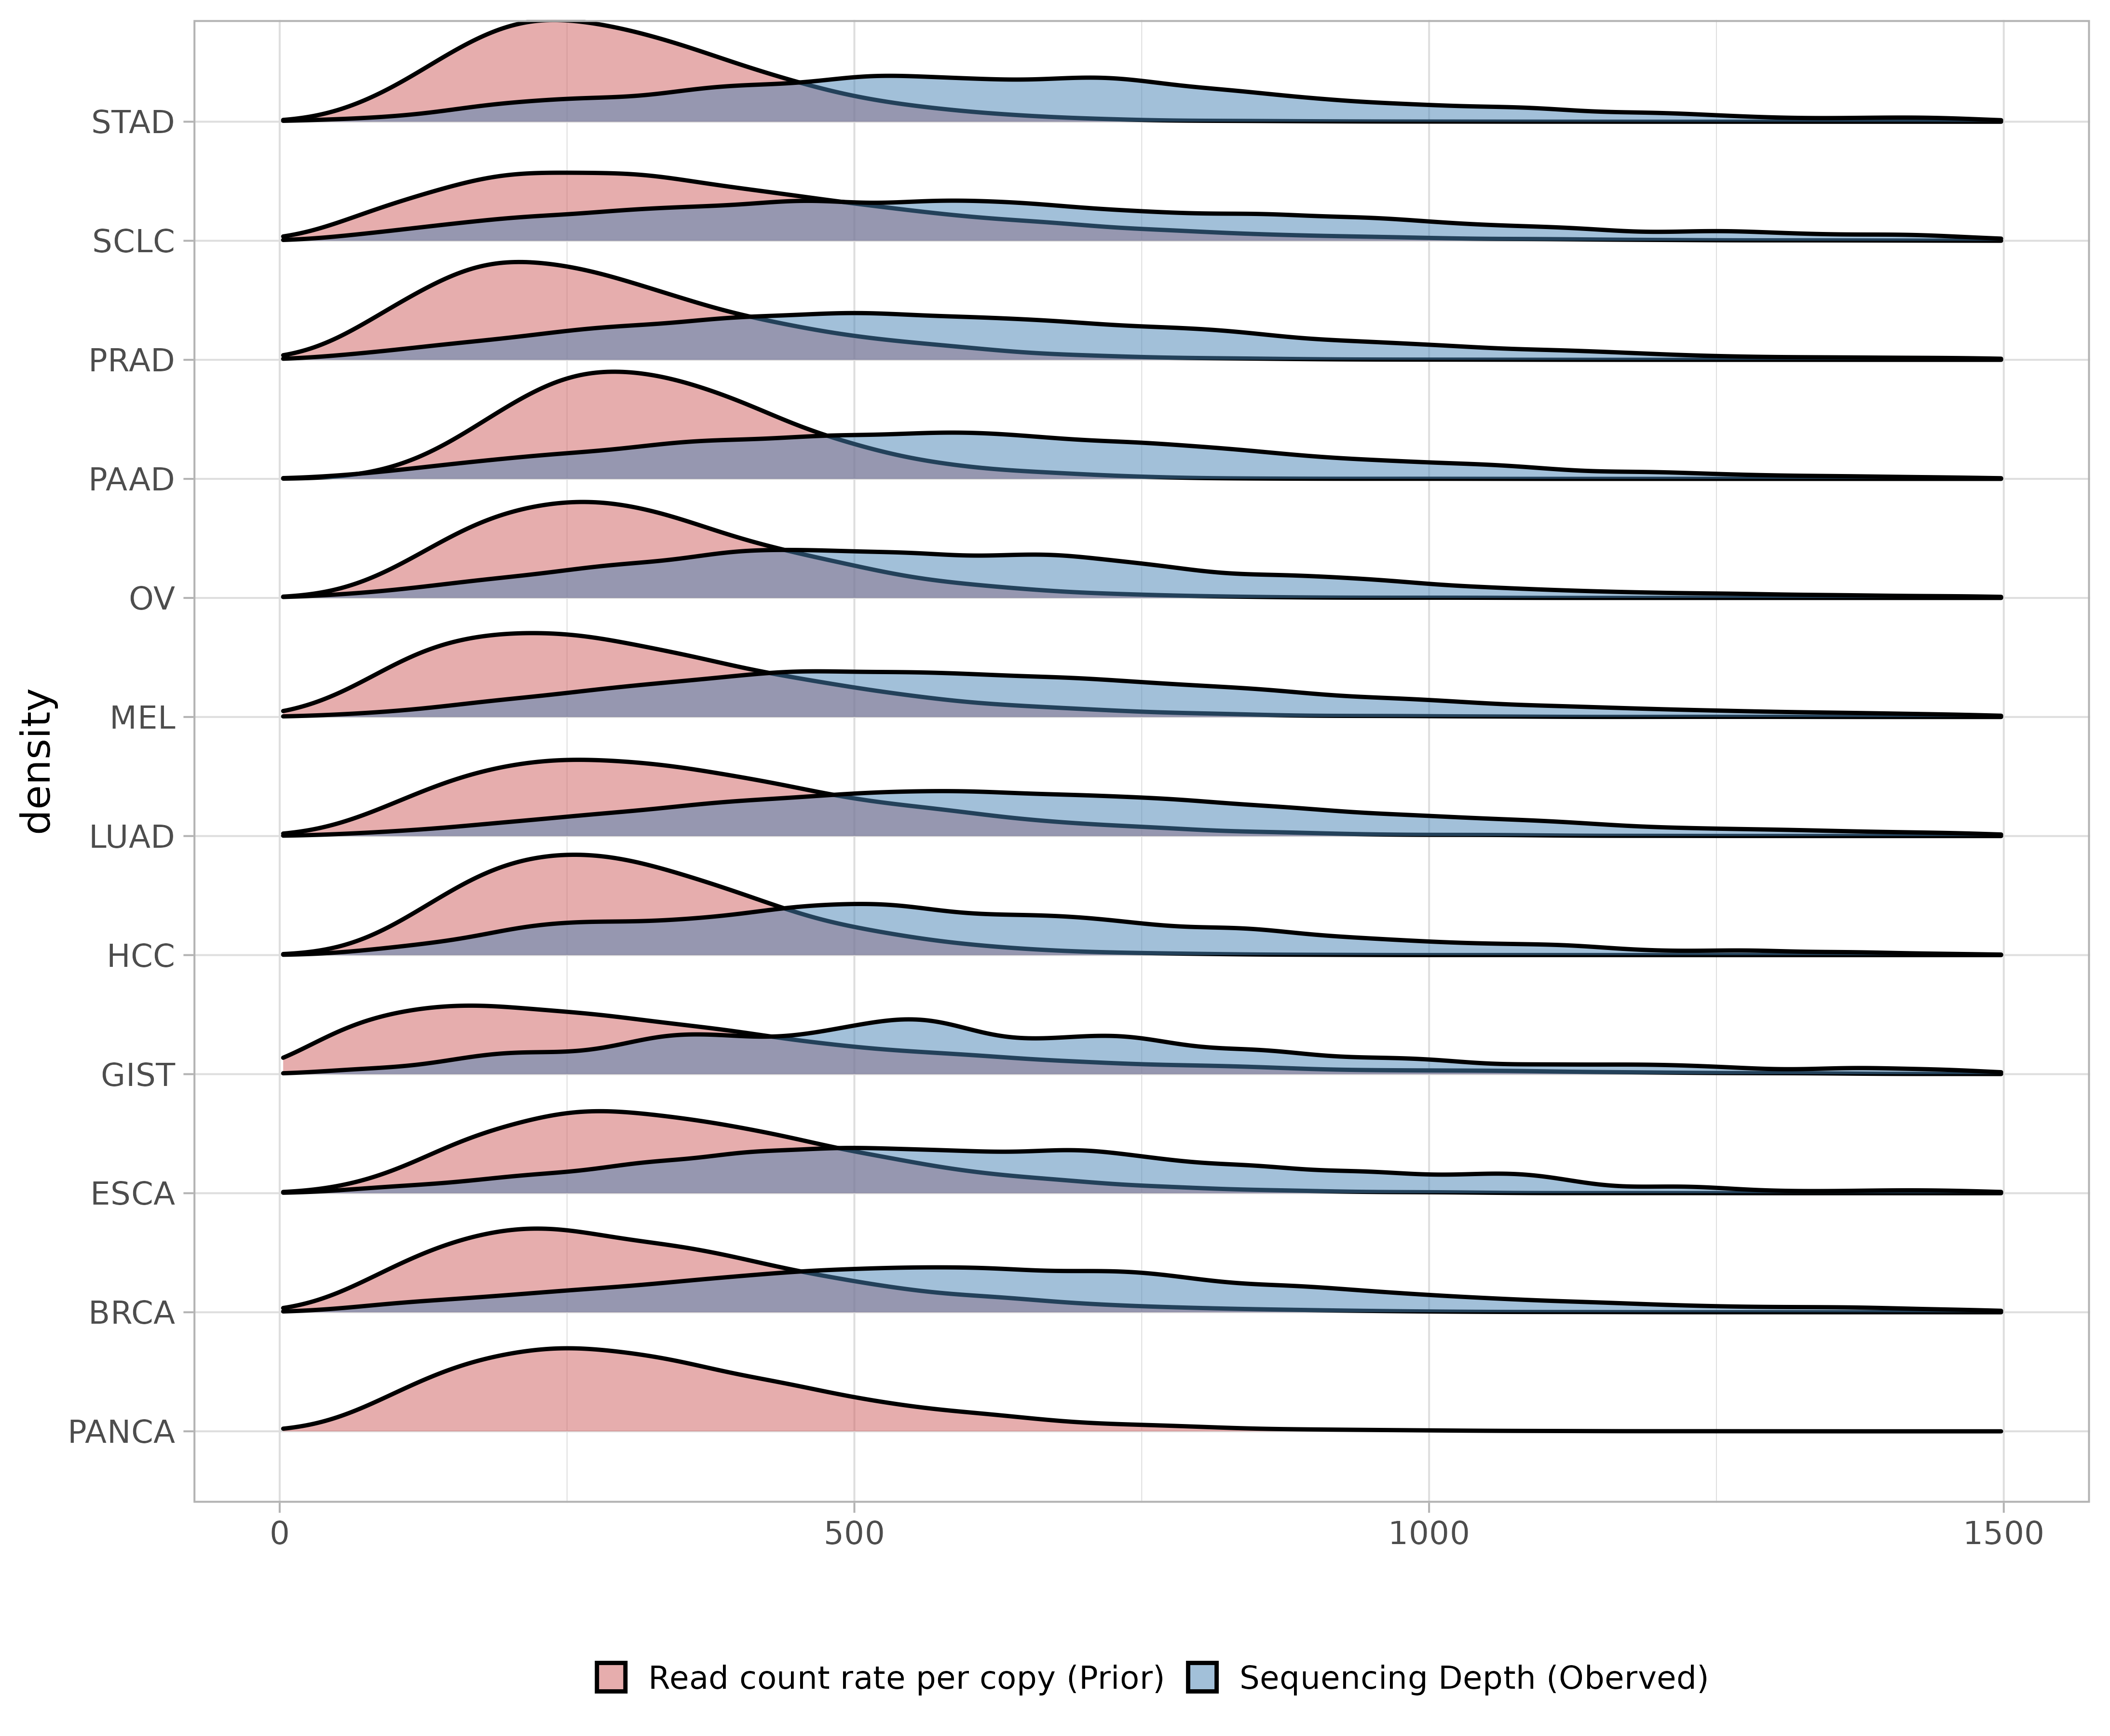 STAD
SCLC
PRAD
PAAD
OV
MEL
LUAD
HCC
GIST
ESCA
BRCA
PANCA
density
0 500 1000 1500
Read count rate per copy (Prior) Sequencing Depth (Oberved)